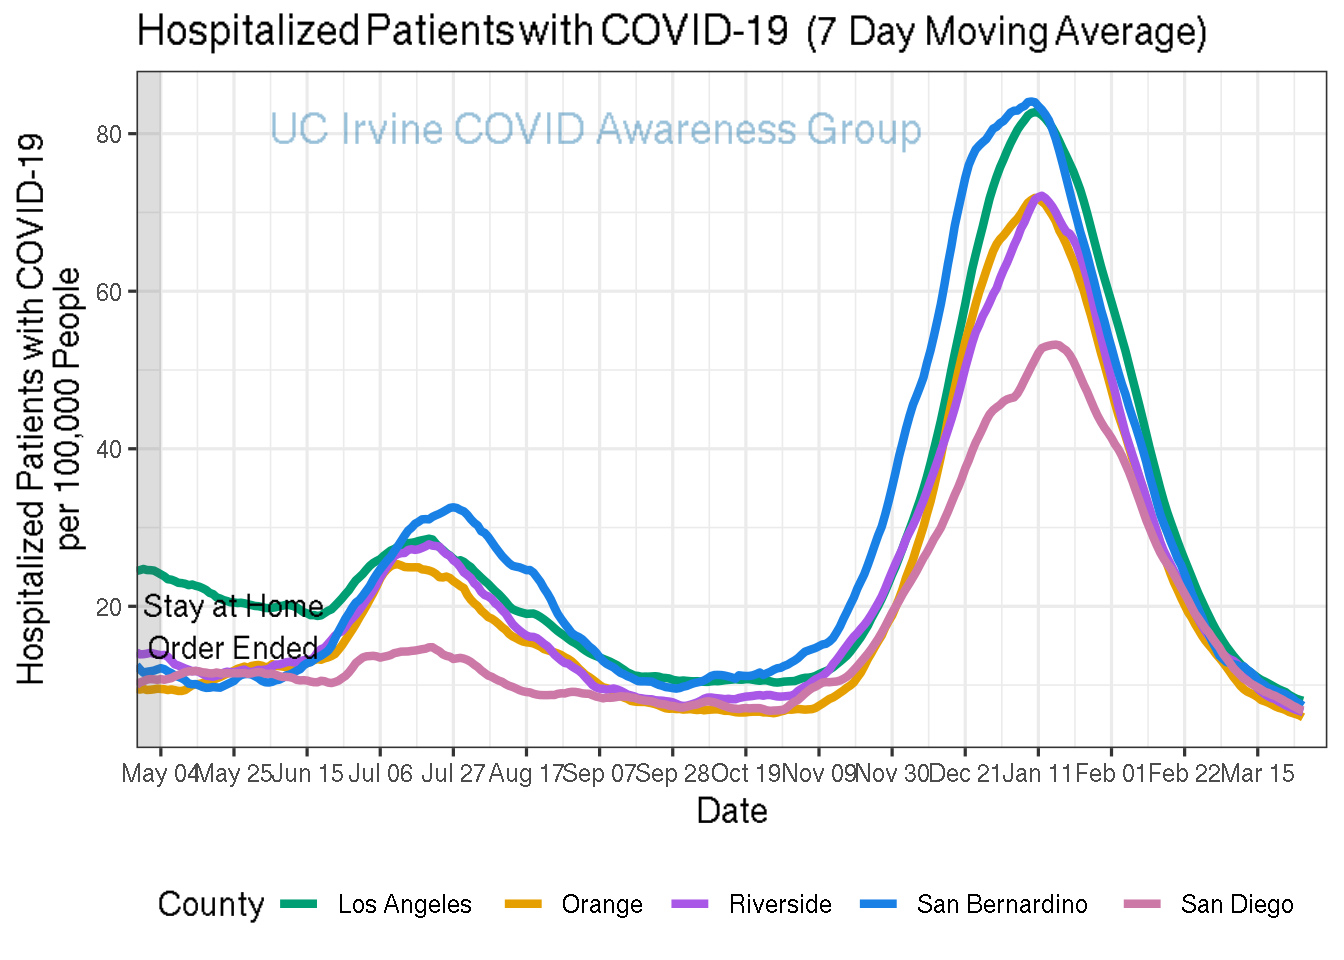 Hospitalized Patients with COVID-19 (7 Day Moving Average)
UC Irvine COVID Awareness Group
Hospitalized Patients with COVID-19
per 100,000 People
80
60
40
20
Stay at Home
Order Ended
May 04 May 25 Jun 15 Jul 06 Jul 27 Aug 17 Sep 07 Sep 28 Oct 19 Nov 09 Nov 30 Dec 21 Jan 11 Feb 01 Feb 22 Mar 15
Date
County Los Angeles Orange Riverside San Bernardino San Diego